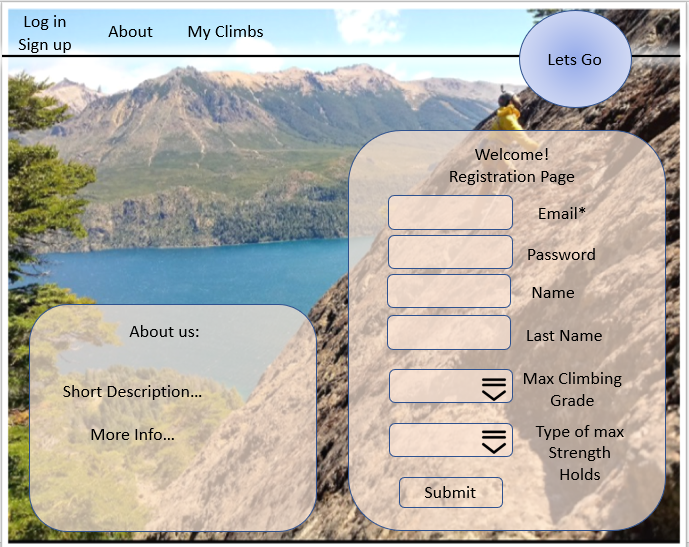 Log in
Sign up
About
My Climbs
Lets Go
Welcome!
Registration Page
Email*
Password
Name
Last Name
Max Climbing
Grade
Type of max
Strength
Holds
Submit
About us:
Short Description...
More Info...